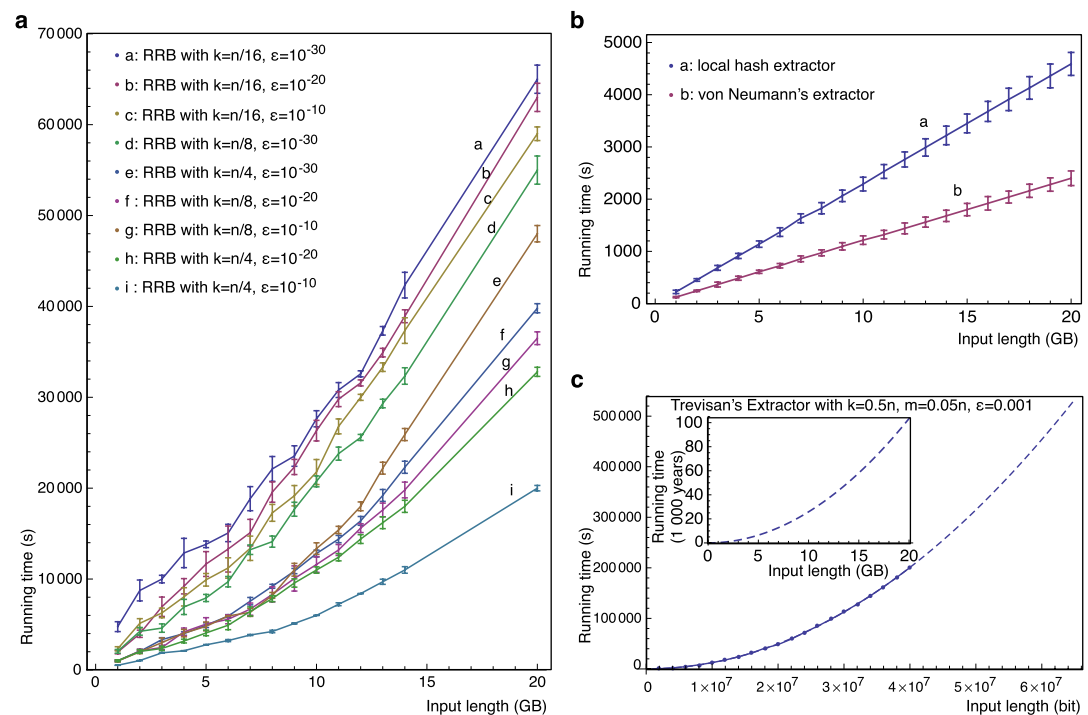 a
70 000
60 000
50 000
40 000
30 000
20 000
10 000
0
Running time (s)
a: RRB with k=n/16, ε=10⁻³⁰
b: RRB with k=n/16, ε=10⁻²⁰
c: RRB with k=n/16, ε=10⁻¹⁰
d: RRB with k=n/8, ε=10⁻³⁰
e: RRB with k=n/4, ε=10⁻³⁰
f : RRB with k=n/8, ε=10⁻²⁰
g: RRB with k=n/8, ε=10⁻¹⁰
h: RRB with k=n/4, ε=10⁻²⁰
i : RRB with k=n/4, ε=10⁻¹⁰
a
b
c
d
e
f
g
h
i
0 5 10 15 20
Input length (GB)
b
5000
4000
3000
2000
1000
0
Running time (s)
a: local hash extractor
b: von Neumann's extractor
a
b
0 5 10 15 20
Input length (GB)
c
500 000
400 000
300 000
200 000
100 000
0
Running time (s)
Trevisan's Extractor with k=0.5n, m=0.05n, ε=0.001
100
80
60
40
20
0
Running time
(1 000 years)
0 5 10 15 20
Input length (GB)
0 1×10⁷ 2×10⁷ 3×10⁷ 4×10⁷ 5×10⁷ 6×10⁷
Input length (bit)